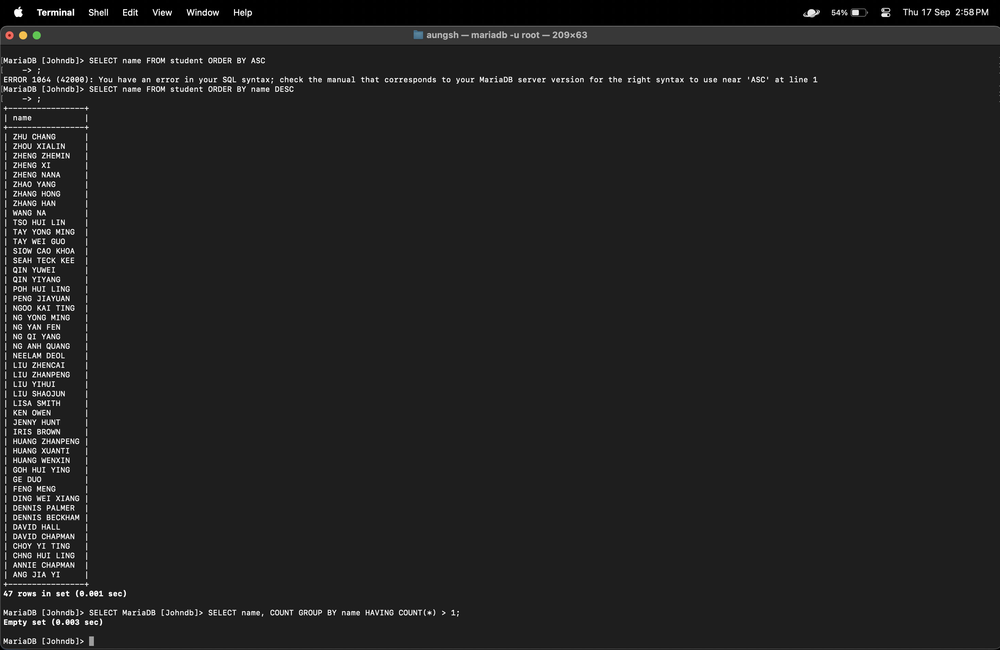 Terminal Shell Edit View Window Help 54% Thu 17 Sep 2:58 PM
aungsh — mariadb -u root — 209×63
[MariaDB [Johndb]> SELECT name FROM student ORDER BY ASC
[    -> ;
ERROR 1064 (42000): You have an error in your SQL syntax; check the manual that corresponds to your MariaDB server version for the right syntax to use near 'ASC' at line 1
[MariaDB [Johndb]> SELECT name FROM student ORDER BY name DESC
[    -> ;
+----------------+
| name           |
+----------------+
| ZHU CHANG      |
| ZHOU XIALIN    |
| ZHENG ZHEMIN   |
| ZHENG XI       |
| ZHENG NANA     |
| ZHAO YANG      |
| ZHANG HONG     |
| ZHANG HAN      |
| WANG NA        |
| TSO HUI LIN    |
| TAY YONG MING  |
| TAY WEI GUO    |
| SIOW CAO KHOA  |
| SEAH TECK KEE  |
| QIN YUWEI      |
| QIN YIYANG     |
| POH HUI LING   |
| PENG JIAYUAN   |
| NGOO KAI TING  |
| NG YONG MING   |
| NG YAN FEN     |
| NG QI YANG     |
| NG ANH QUANG   |
| NEELAM DEOL    |
| LIU ZHENCAI    |
| LIU ZHANPENG   |
| LIU YIHUI      |
| LIU SHAOJUN    |
| LISA SMITH     |
| KEN OWEN       |
| JENNY HUNT     |
| IRIS BROWN     |
| HUANG ZHANPENG |
| HUANG XUANTI   |
| HUANG WENXIN   |
| GOH HUI YING   |
| GE DUO         |
| FENG MENG      |
| DING WEI XIANG |
| DENNIS PALMER  |
| DENNIS BECKHAM |
| DAVID HALL     |
| DAVID CHAPMAN  |
| CHOY YI TING   |
| CHNG HUI LING  |
| ANNIE CHAPMAN  |
| ANG JIA YI     |
+----------------+
47 rows in set (0.001 sec)
MariaDB [Johndb]> SELECT MariaDB [Johndb]> SELECT name, COUNT GROUP BY name HAVING COUNT(*) > 1;
Empty set (0.003 sec)
MariaDB [Johndb]>